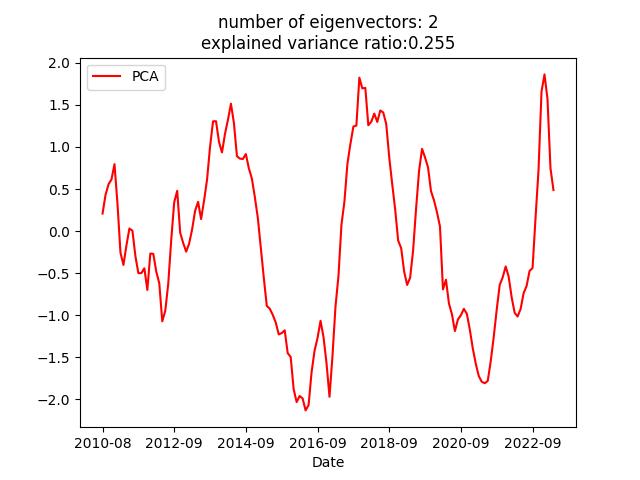 number of eigenvectors: 2
explained variance ratio:0.255
PCA
2.0
1.5
1.0
0.5
0.0
−0.5
−1.0
−1.5
−2.0
2010-08 2012-09 2014-09 2016-09 2018-09 2020-09 2022-09
Date